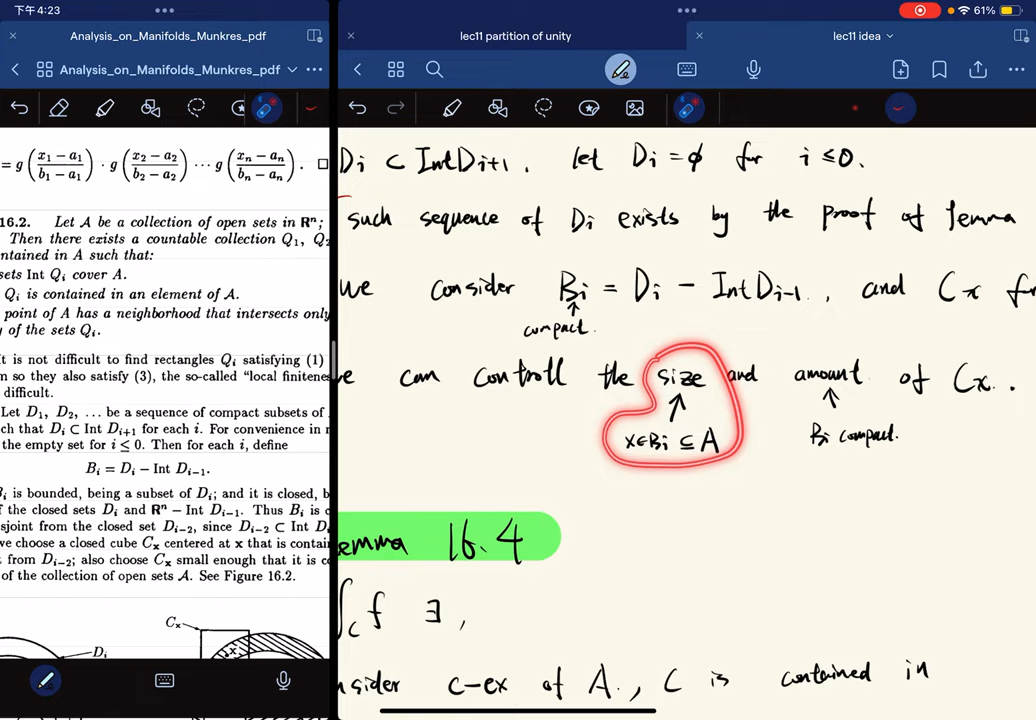 下午4:23
61%
Analysis_on_Manifolds_Munkres_pdf
lec11 partition of unity
lec11 idea
Analysis_on_Manifolds_Munkres_pdf
= g (x₁ − a₁ / b₁ − a₁) · g (x₂ − a₂ / b₂ − a₂) ··· g (xₙ − aₙ / bₙ − aₙ). □
16.2. Let A be a collection of open sets in Rⁿ;
Then there exists a countable collection Q₁, Q₂
ntained in A such that:
sets Int Qᵢ cover A.
Qᵢ is contained in an element of A.
point of A has a neighborhood that intersects only
y of the sets Qᵢ.
It is not difficult to find rectangles Qᵢ satisfying (1)
m so they also satisfy (3), the so-called "local finitenes
difficult.
Let D₁, D₂, ... be a sequence of compact subsets of
ch that Dᵢ ⊂ Int Dᵢ₊₁ for each i. For convenience in n
the empty set for i ≤ 0. Then for each i, define
Bᵢ = Dᵢ − Int Dᵢ₋₁.
Bᵢ is bounded, being a subset of Dᵢ; and it is closed, b
f the closed sets Dᵢ and Rⁿ − Int Dᵢ₋₁. Thus Bᵢ is c
sjoint from the closed set Dᵢ₋₂, since Dᵢ₋₂ ⊂ Int D
we choose a closed cube Cₓ centered at x that is contai
t from Dᵢ₋₂; also choose Cₓ small enough that it is c
of the collection of open sets A. See Figure 16.2.
Cₓ
x
Dᵢ
Di ⊂ IntDi+1. let Di = ϕ for i ≤0.
such sequence of Di exists by the proof of lemma
we consider Bi = Di − IntDi-1, and Cx for
compact.
we can controll the size and amount of Cx.
x∈Bi ⊆ A
Bi compact.
lemma 16.4
∫c f ∃,
nsider c-ex of A., C is contained in